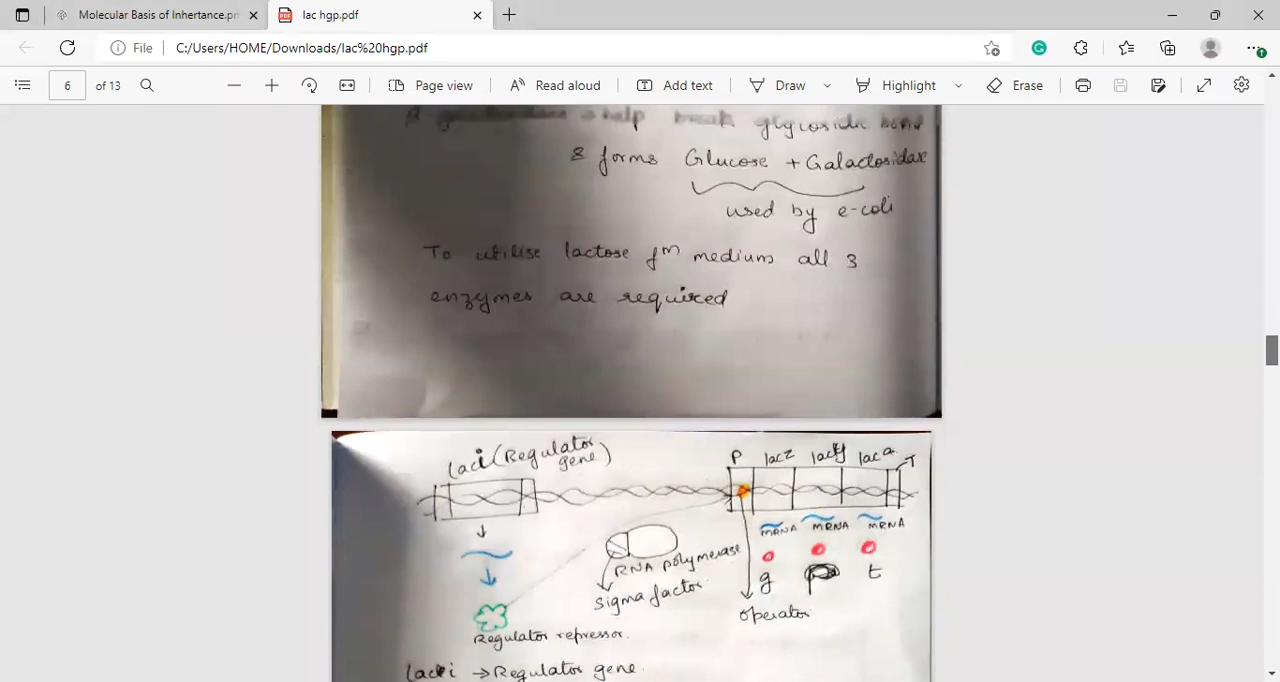 Molecular Basis of Inhertance.pr
lac hgp.pdf
File
C:/Users/HOME/Downloads/lac%20hgp.pdf
6 of 13
Page view
Read aloud
Add text
Draw
Highlight
Erase
help break glycosidic bond
& forms Glucose + Galactosidase
used by e-coli
To utilise lactose fm medium all 3
enzymes are required
laci (Regulator
gene)
P lacz lacy laca T
mRNA mRNA mRNA
RNA polymerase
Sigma factor
g p t
operator
Regulator repressor.
laci → Regulator gene.